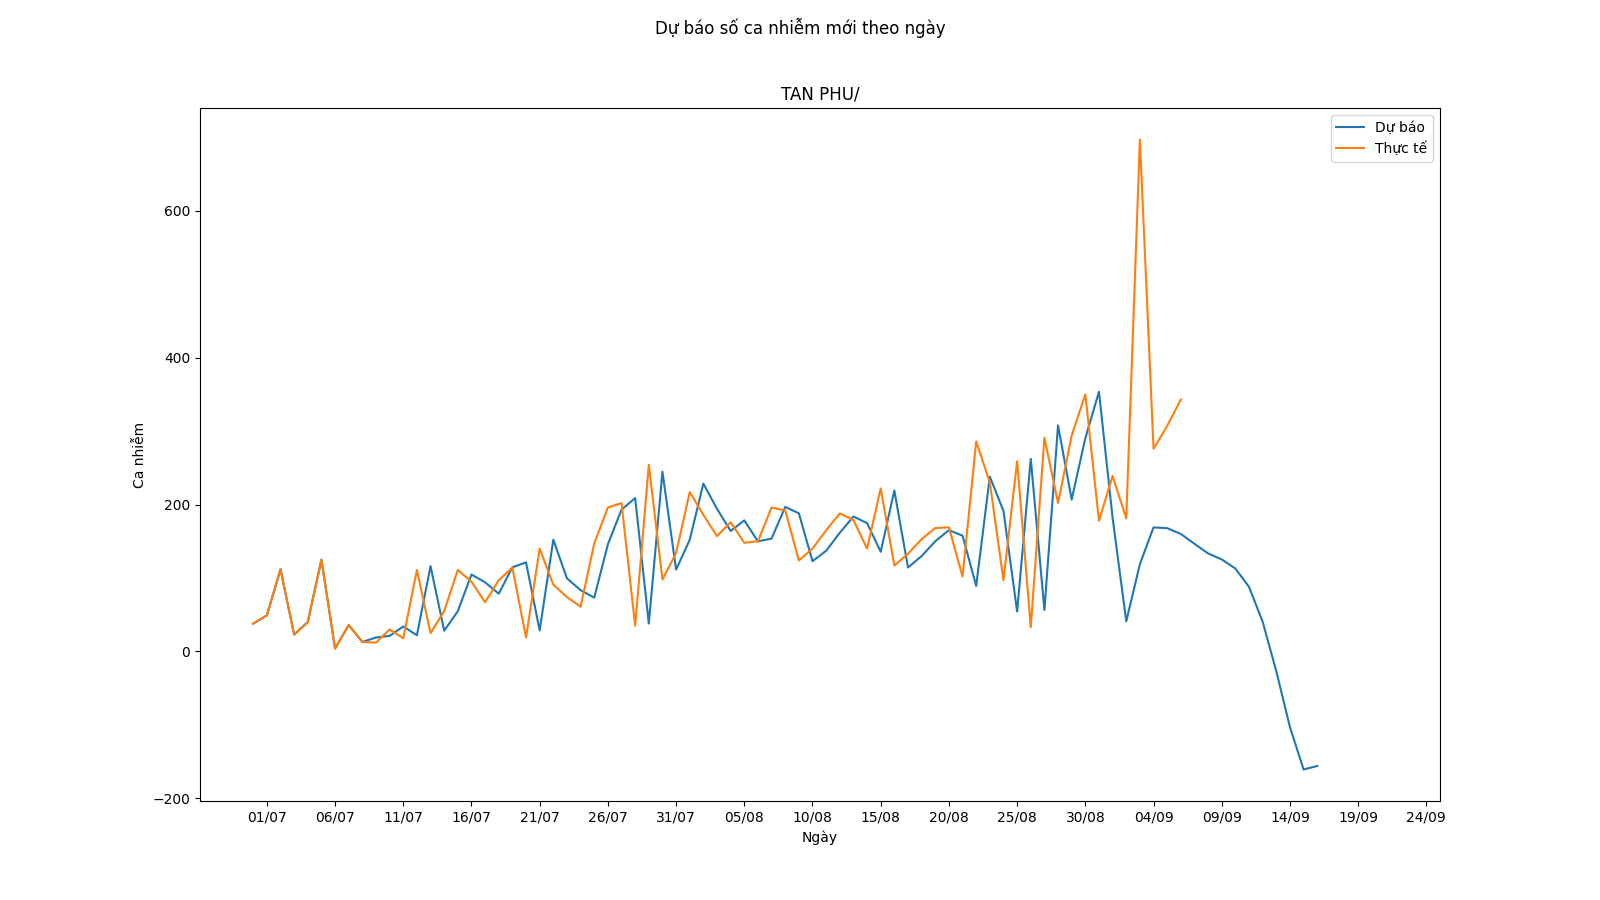 Dự báo số ca nhiễm mới theo ngày
TAN PHU/
Dự báo
Thực tế
600
400
200
0
−200
Ca nhiễm
01/07 06/07 11/07 16/07 21/07 26/07 31/07 05/08 10/08 15/08 20/08 25/08 30/08 04/09 09/09 14/09 19/09 24/09
Ngày